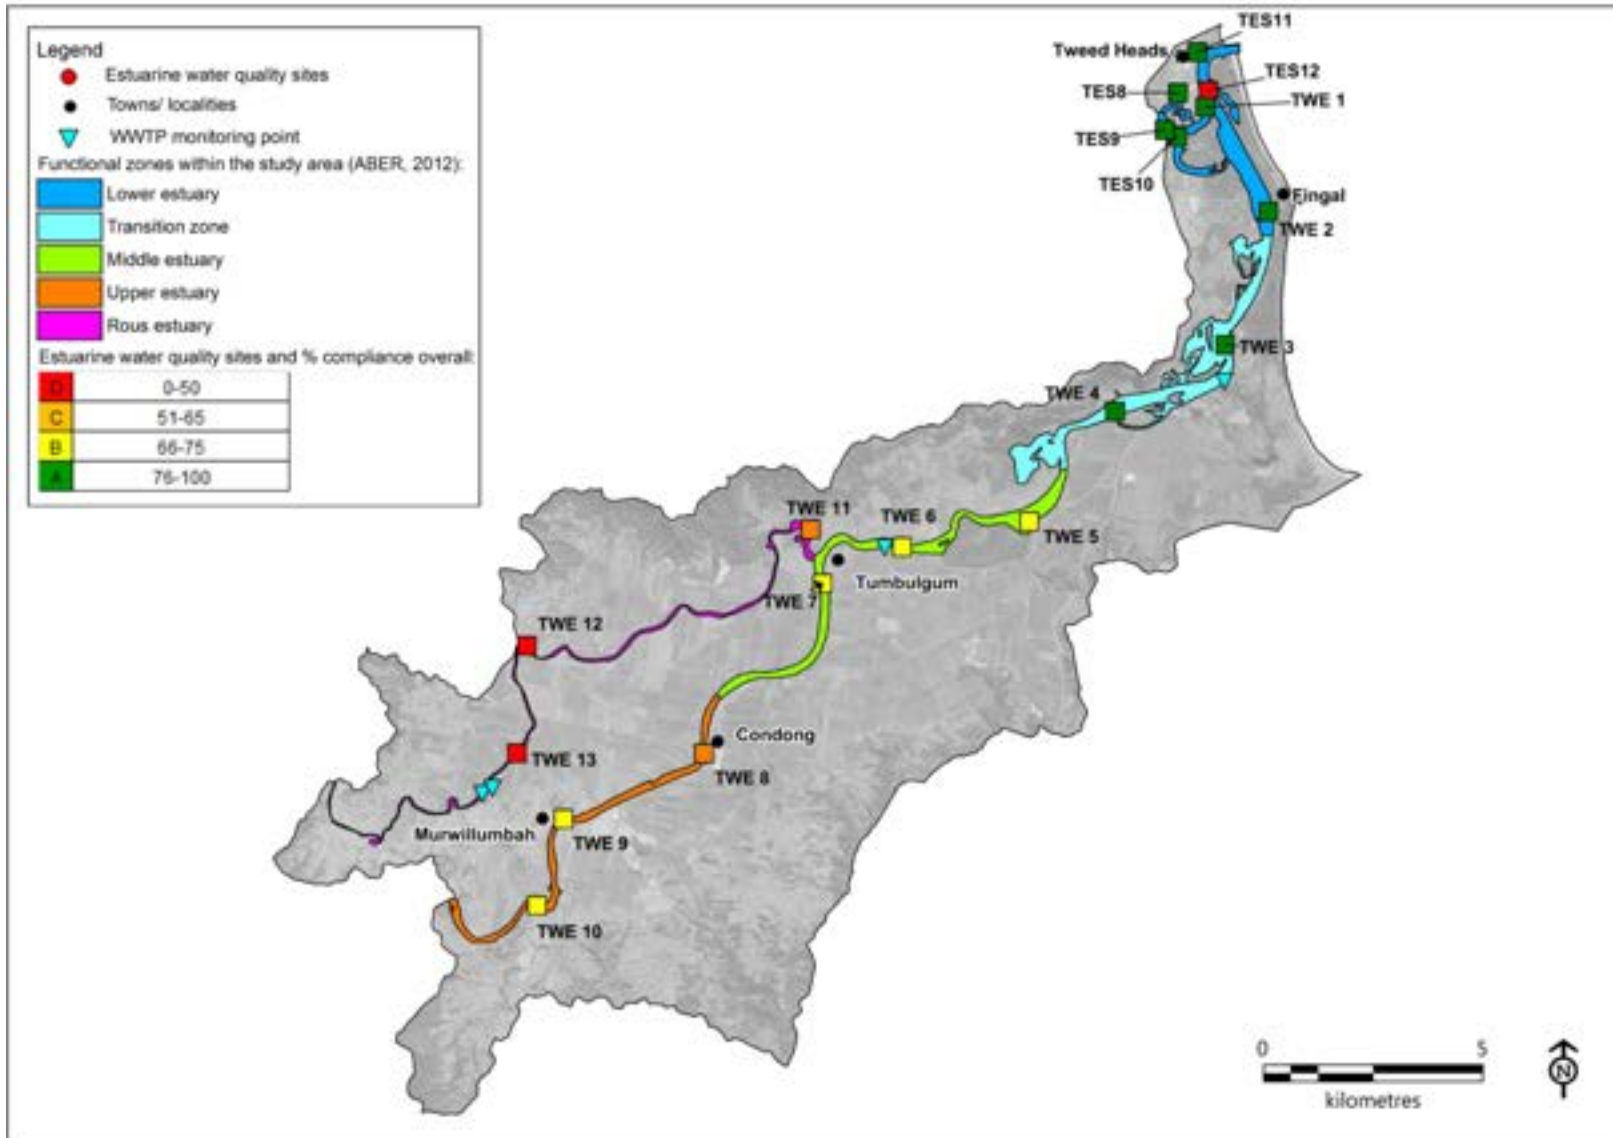 Legend
Estuarine water quality sites
Towns/ localities
WWTP monitoring point
Functional zones within the study area (ABER, 2012):
Lower estuary
Transition zone
Middle estuary
Upper estuary
Rous estuary
Estuarine water quality sites and % compliance overall:
D 0-50
C 51-65
B 66-75
A 76-100
TES11
Tweed Heads
TES12
TES8
TWE 1
TES9
TES10
Fingal
TWE 2
TWE 3
TWE 4
TWE 11
TWE 6
TWE 5
Tumbulgum
TWE 7
TWE 12
Condong
TWE 13
TWE 8
Murwillumbah
TWE 9
TWE 10
0 5
kilometres
N